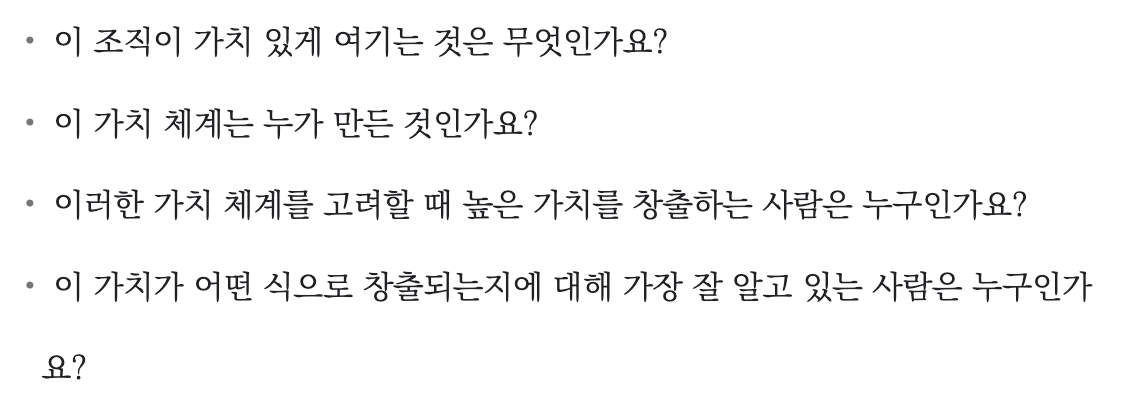 • 이 조직이 가치 있게 여기는 것은 무엇인가요?
• 이 가치 체계는 누가 만든 것인가요?
• 이러한 가치 체계를 고려할 때 높은 가치를 창출하는 사람은 누구인가요?
• 이 가치가 어떤 식으로 창출되는지에 대해 가장 잘 알고 있는 사람은 누구인가
요?